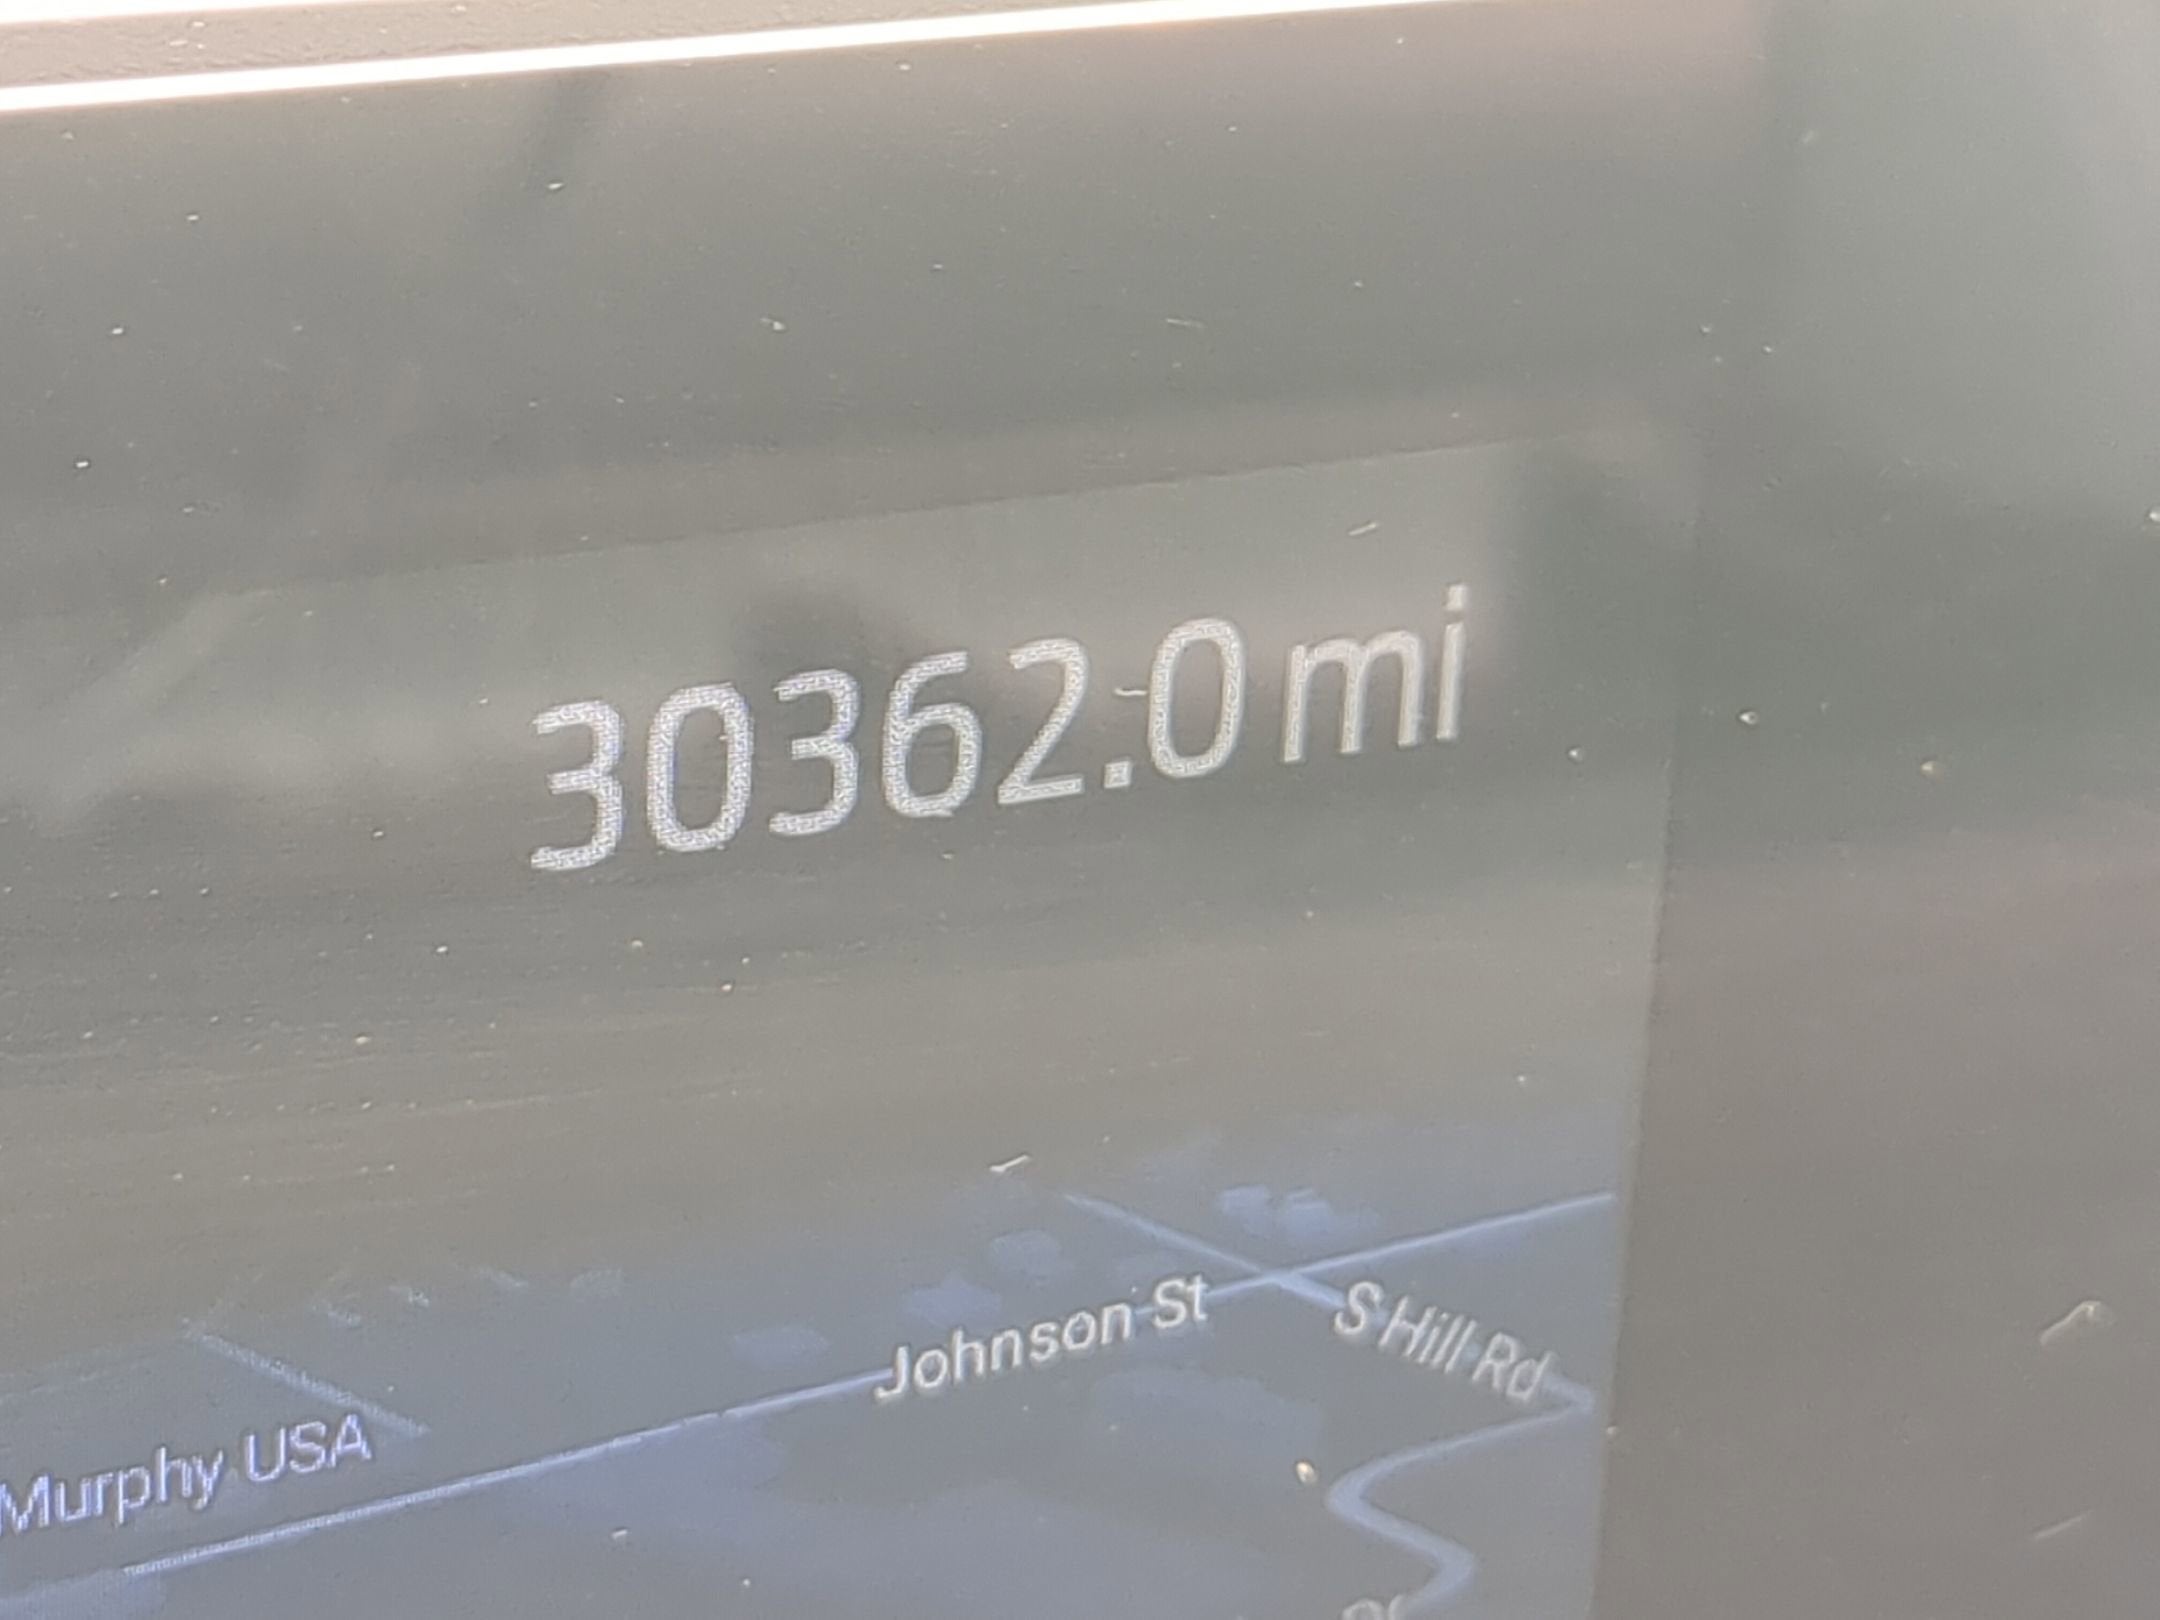 30362.0 mi
Johnson St
S Hill Rd
Murphy USA